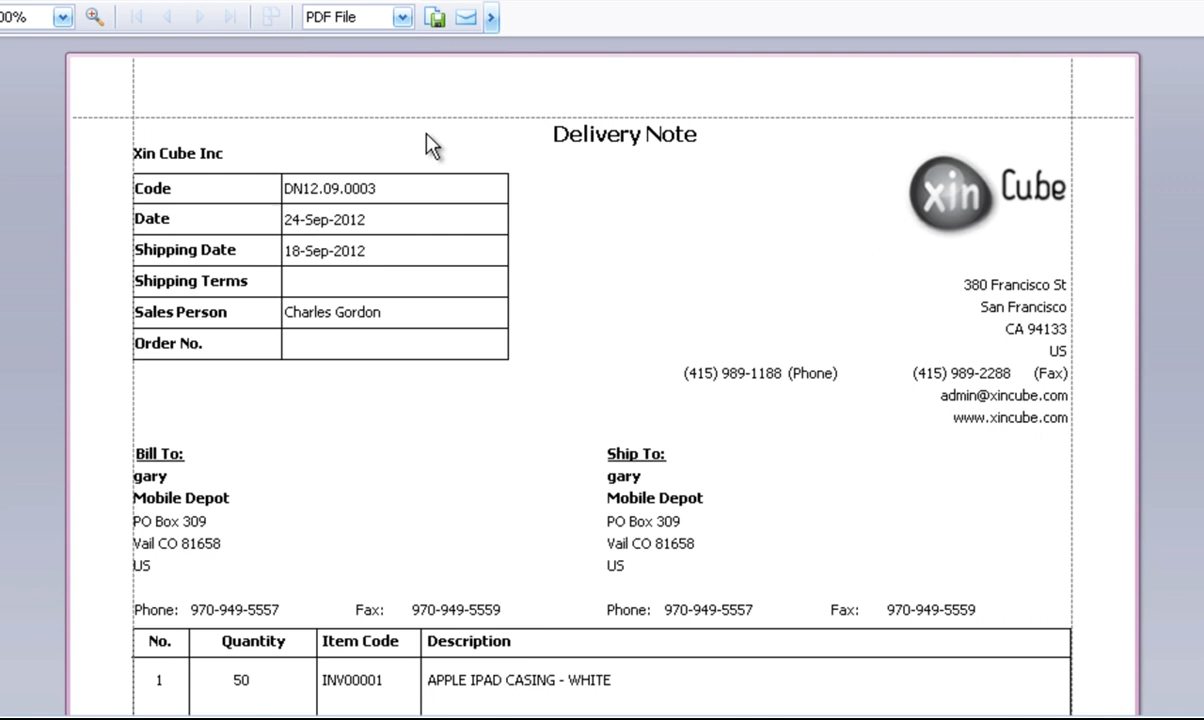 00%
PDF File
Delivery Note
Xin Cube Inc
Code DN12.09.0003
Date 24-Sep-2012
Shipping Date 18-Sep-2012
Shipping Terms
Sales Person Charles Gordon
Order No.
xin Cube
380 Francisco St
San Francisco
CA 94133
US
(415) 989-1188 (Phone) (415) 989-2288 (Fax)
admin@xincube.com
www.xincube.com
Bill To:
gary
Mobile Depot
PO Box 309
Vail CO 81658
US
Phone: 970-949-5557 Fax: 970-949-5559
Ship To:
gary
Mobile Depot
PO Box 309
Vail CO 81658
US
Phone: 970-949-5557 Fax: 970-949-5559
No. Quantity Item Code Description
1 50 INV00001 APPLE IPAD CASING - WHITE